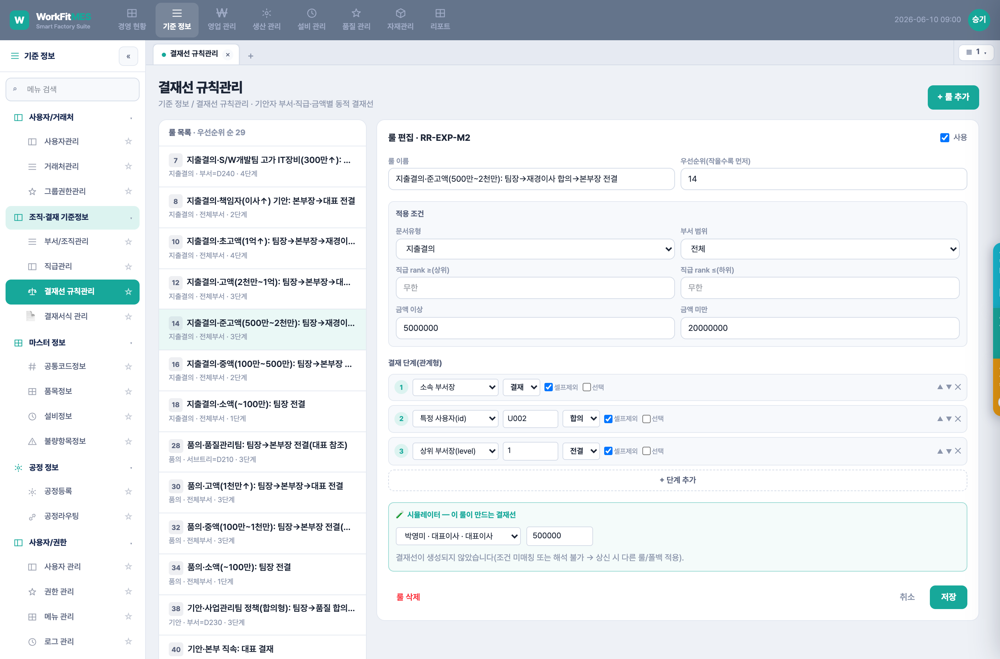 W
WorkFitMES
Smart Factory Suite
경영 현황
기준 정보
영업 관리
생산 관리
설비 관리
품질 관리
자재관리
리포트
2026-06-10 09:00
승기
기준 정보
«
메뉴 검색
사용자/거래처
사용자관리
거래처관리
그룹권한관리
조직·결재 기준정보
부서/조직관리
직급관리
결재선 규칙관리
결재서식 관리
마스터 정보
공통코드정보
품목정보
설비정보
불량항목정보
공정 정보
공정등록
공정라우팅
사용자/권한
사용자 관리
권한 관리
메뉴 관리
로그 관리
결재선 규칙관리 ×
+
1
결재선 규칙관리
기준 정보 / 결재선 규칙관리 · 기안자 부서·직급·금액별 동적 결재선
+ 룰 추가
룰 목록 · 우선순위 순 29
7 지출결의·S/W개발팀 고가 IT장비(300만↑): ...
지출결의 · 부서=D240 · 4단계
8 지출결의·책임자(이사↑) 기안: 본부장→대표 전결
지출결의 · 전체부서 · 2단계
10 지출결의·초고액(1억↑): 팀장→본부장→재경이...
지출결의 · 전체부서 · 4단계
12 지출결의·고액(2천만~1억): 팀장→본부장→대...
지출결의 · 전체부서 · 3단계
14 지출결의·준고액(500만~2천만): 팀장→재경이...
지출결의 · 전체부서 · 3단계
16 지출결의·중액(100만~500만): 팀장→본부장 ...
지출결의 · 전체부서 · 2단계
18 지출결의·소액(~100만): 팀장 전결
지출결의 · 전체부서 · 1단계
28 품의·품질관리팀: 팀장→본부장 전결(대표 참조)
품의 · 서브트리=D210 · 3단계
30 품의·고액(1천만↑): 팀장→본부장→대표 전결
품의 · 전체부서 · 3단계
32 품의·중액(100만~1천만): 팀장→본부장 전결(...
품의 · 전체부서 · 3단계
34 품의·소액(~100만): 팀장 전결
품의 · 전체부서 · 1단계
38 기안·사업관리팀 정책(합의형): 팀장→품질 합의...
기안 · 부서=D230 · 3단계
40 기안·본부 직속: 대표 결재
룰 편집 · RR-EXP-M2
사용
룰 이름
우선순위(작을수록 먼저)
지출결의·준고액(500만~2천만): 팀장→재경이사 합의→본부장 전결
14
적용 조건
문서유형
부서 범위
지출결의
전체
직급 rank ≥(상위)
직급 rank ≤(하위)
무한
무한
금액 이상
금액 미만
5000000
20000000
결재 단계(관계형)
1 소속 부서장 결재 셀프제외 선택
2 특정 사용자(id) U002 합의 셀프제외 선택
3 상위 부서장(level) 1 전결 셀프제외 선택
+ 단계 추가
시뮬레이터 — 이 룰이 만드는 결재선
박영미 · 대표이사 · 대표이사
500000
결재선이 생성되지 않았습니다(조건 미매칭 또는 해석 불가 → 상신 시 다른 룰/폴백 적용).
룰 삭제
취소
저장